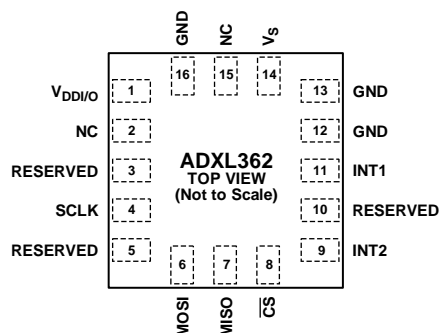 GND
NC
VS
16
15
14
VDDI/O
1
13
GND
NC
2
12
GND
RESERVED
3
ADXL362
TOP VIEW
(Not to Scale)
11
INT1
SCLK
4
10
RESERVED
RESERVED
5
9
INT2
6
7
8
MOSI
MISO
CS